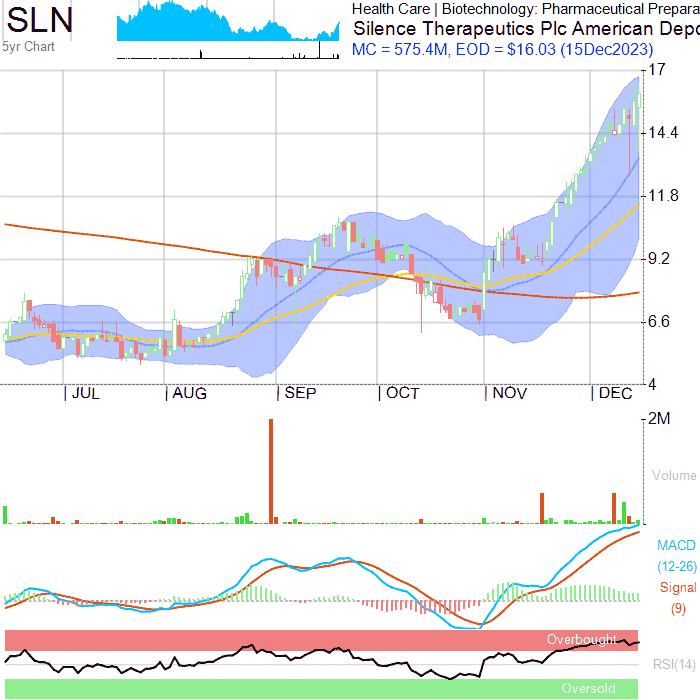 SLN
5yr Chart
Health Care | Biotechnology: Pharmaceutical Prepara
Silence Therapeutics Plc American Depo
MC = 575.4M, EOD = $16.03 (15Dec2023)
17
14.4
11.8
9.2
6.6
4
JUL AUG SEP OCT NOV DEC
2M
Volume
MACD
(12-26)
Signal
(9)
Overbought
RSI(14)
Oversold